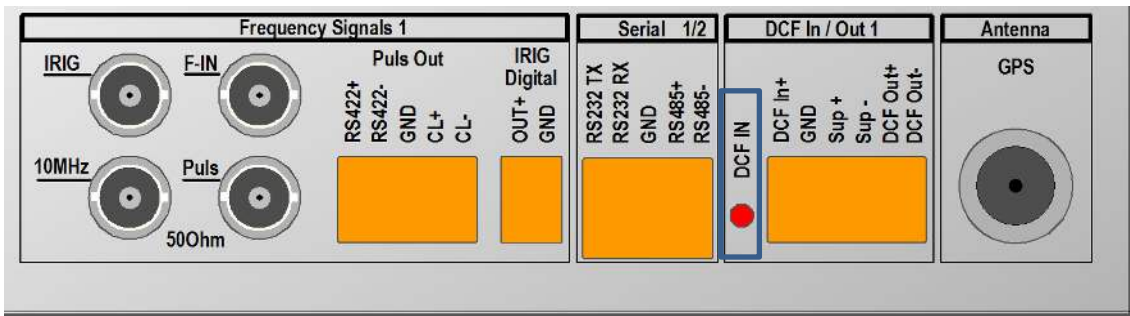 Frequency Signals 1
IRIG
F-IN
Puls Out
IRIG
Digital
10MHz
Puls
50Ohm
RS422+
RS422-
GND
CL+
CL-
OUT+
GND
Serial 1/2
RS232 TX
RS232 RX
GND
RS485+
RS485-
DCF In / Out 1
DCF IN
DCF In+
GND
Sup +
Sup -
DCF Out+
DCF Out-
Antenna
GPS